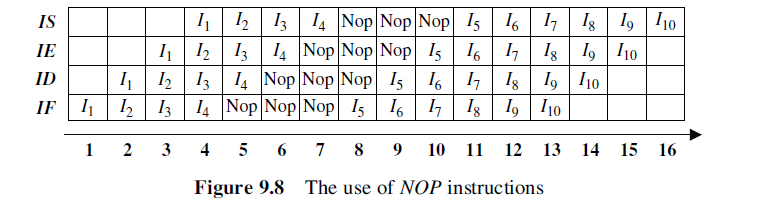 IS I1 I2 I3 I4 Nop Nop Nop I5 I6 I7 I8 I9 I10
IE I1 I2 I3 I4 Nop Nop Nop I5 I6 I7 I8 I9 I10
ID I1 I2 I3 I4 Nop Nop Nop I5 I6 I7 I8 I9 I10
IF I1 I2 I3 I4 Nop Nop Nop I5 I6 I7 I8 I9 I10
1 2 3 4 5 6 7 8 9 10 11 12 13 14 15 16
Figure 9.8 The use of NOP instructions